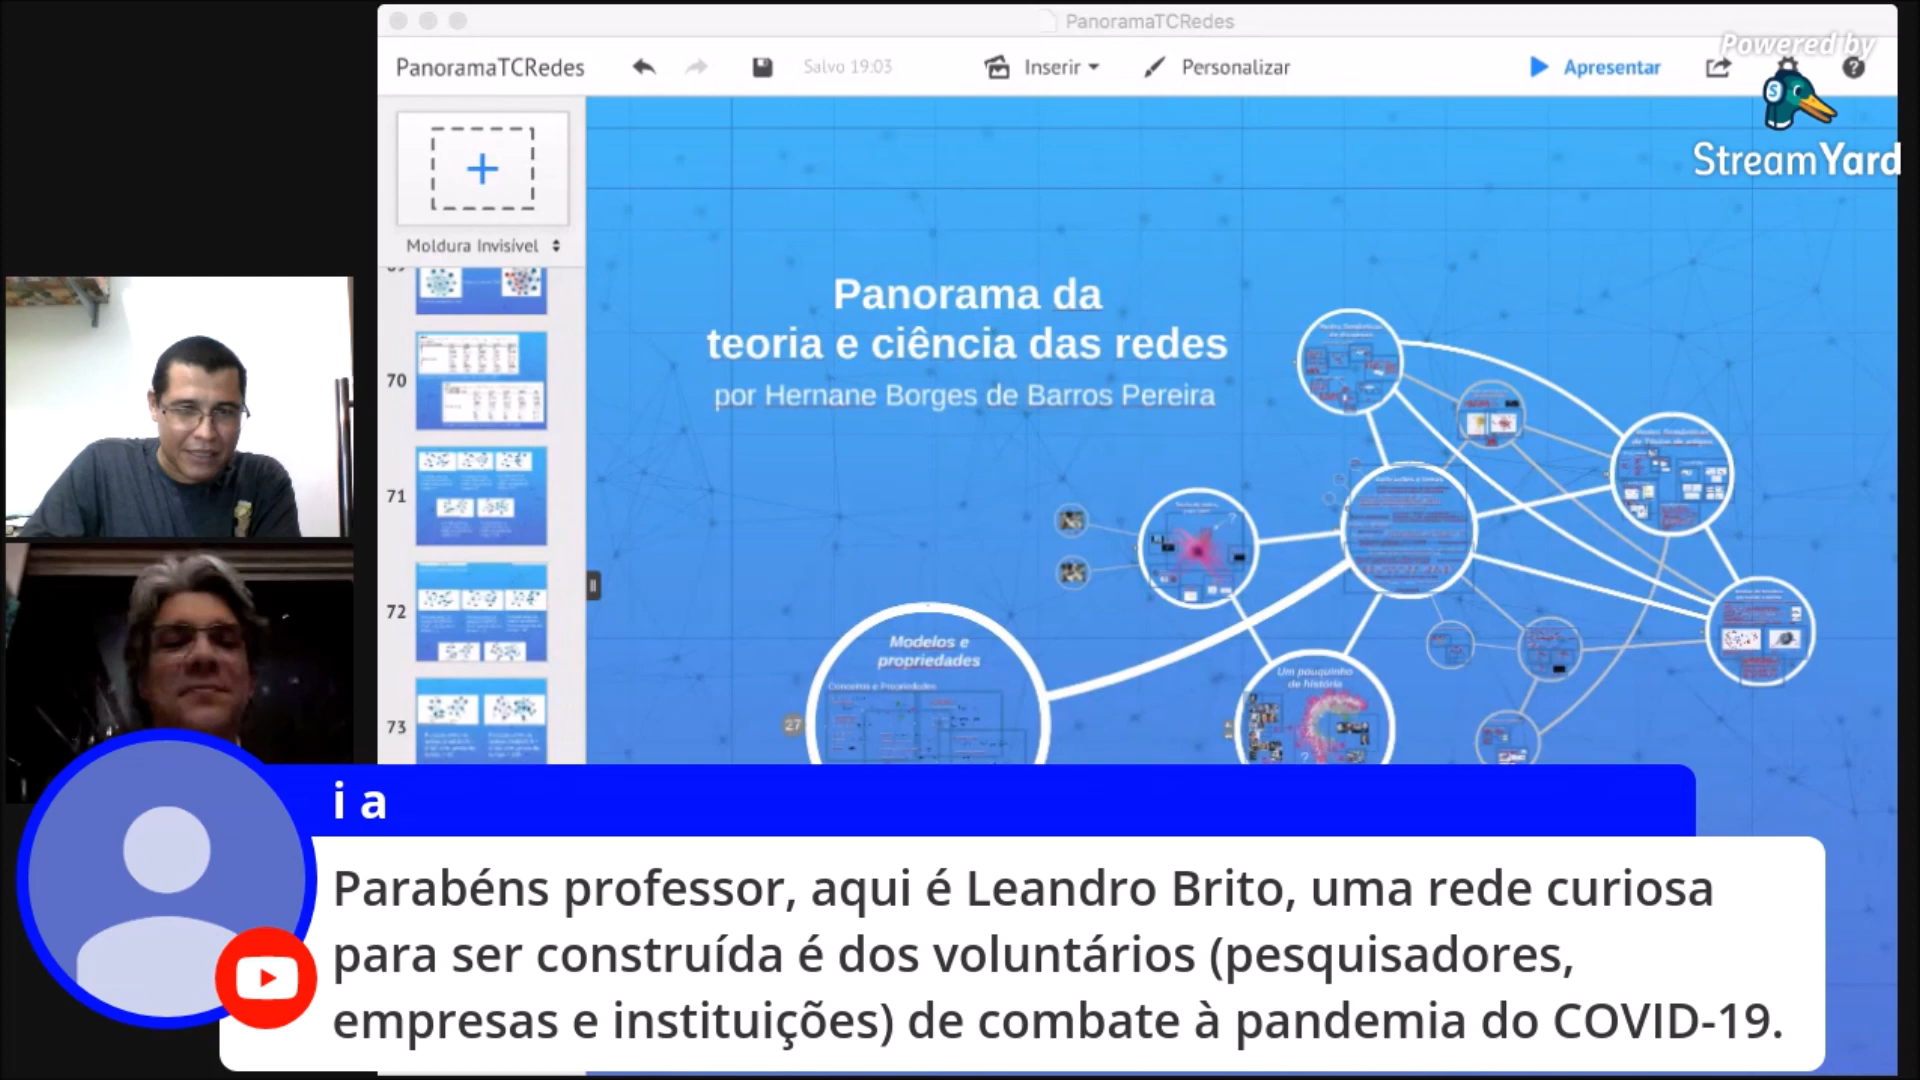 PanoramaTCRedes
PanoramaTCRedes
Salvo 19:03
Inserir
Personalizar
Apresentar
Powered by
StreamYard
Moldura Invisível
70
71
72
73
Panorama da
teoria e ciência das redes
por Hernane Borges de Barros Pereira
Modelos e
propriedades
Conceitos e Propriedades
27
Um pouquinho
de história
i a
Parabéns professor, aqui é Leandro Brito, uma rede curiosa
para ser construída é dos voluntários (pesquisadores,
empresas e instituições) de combate à pandemia do COVID-19.